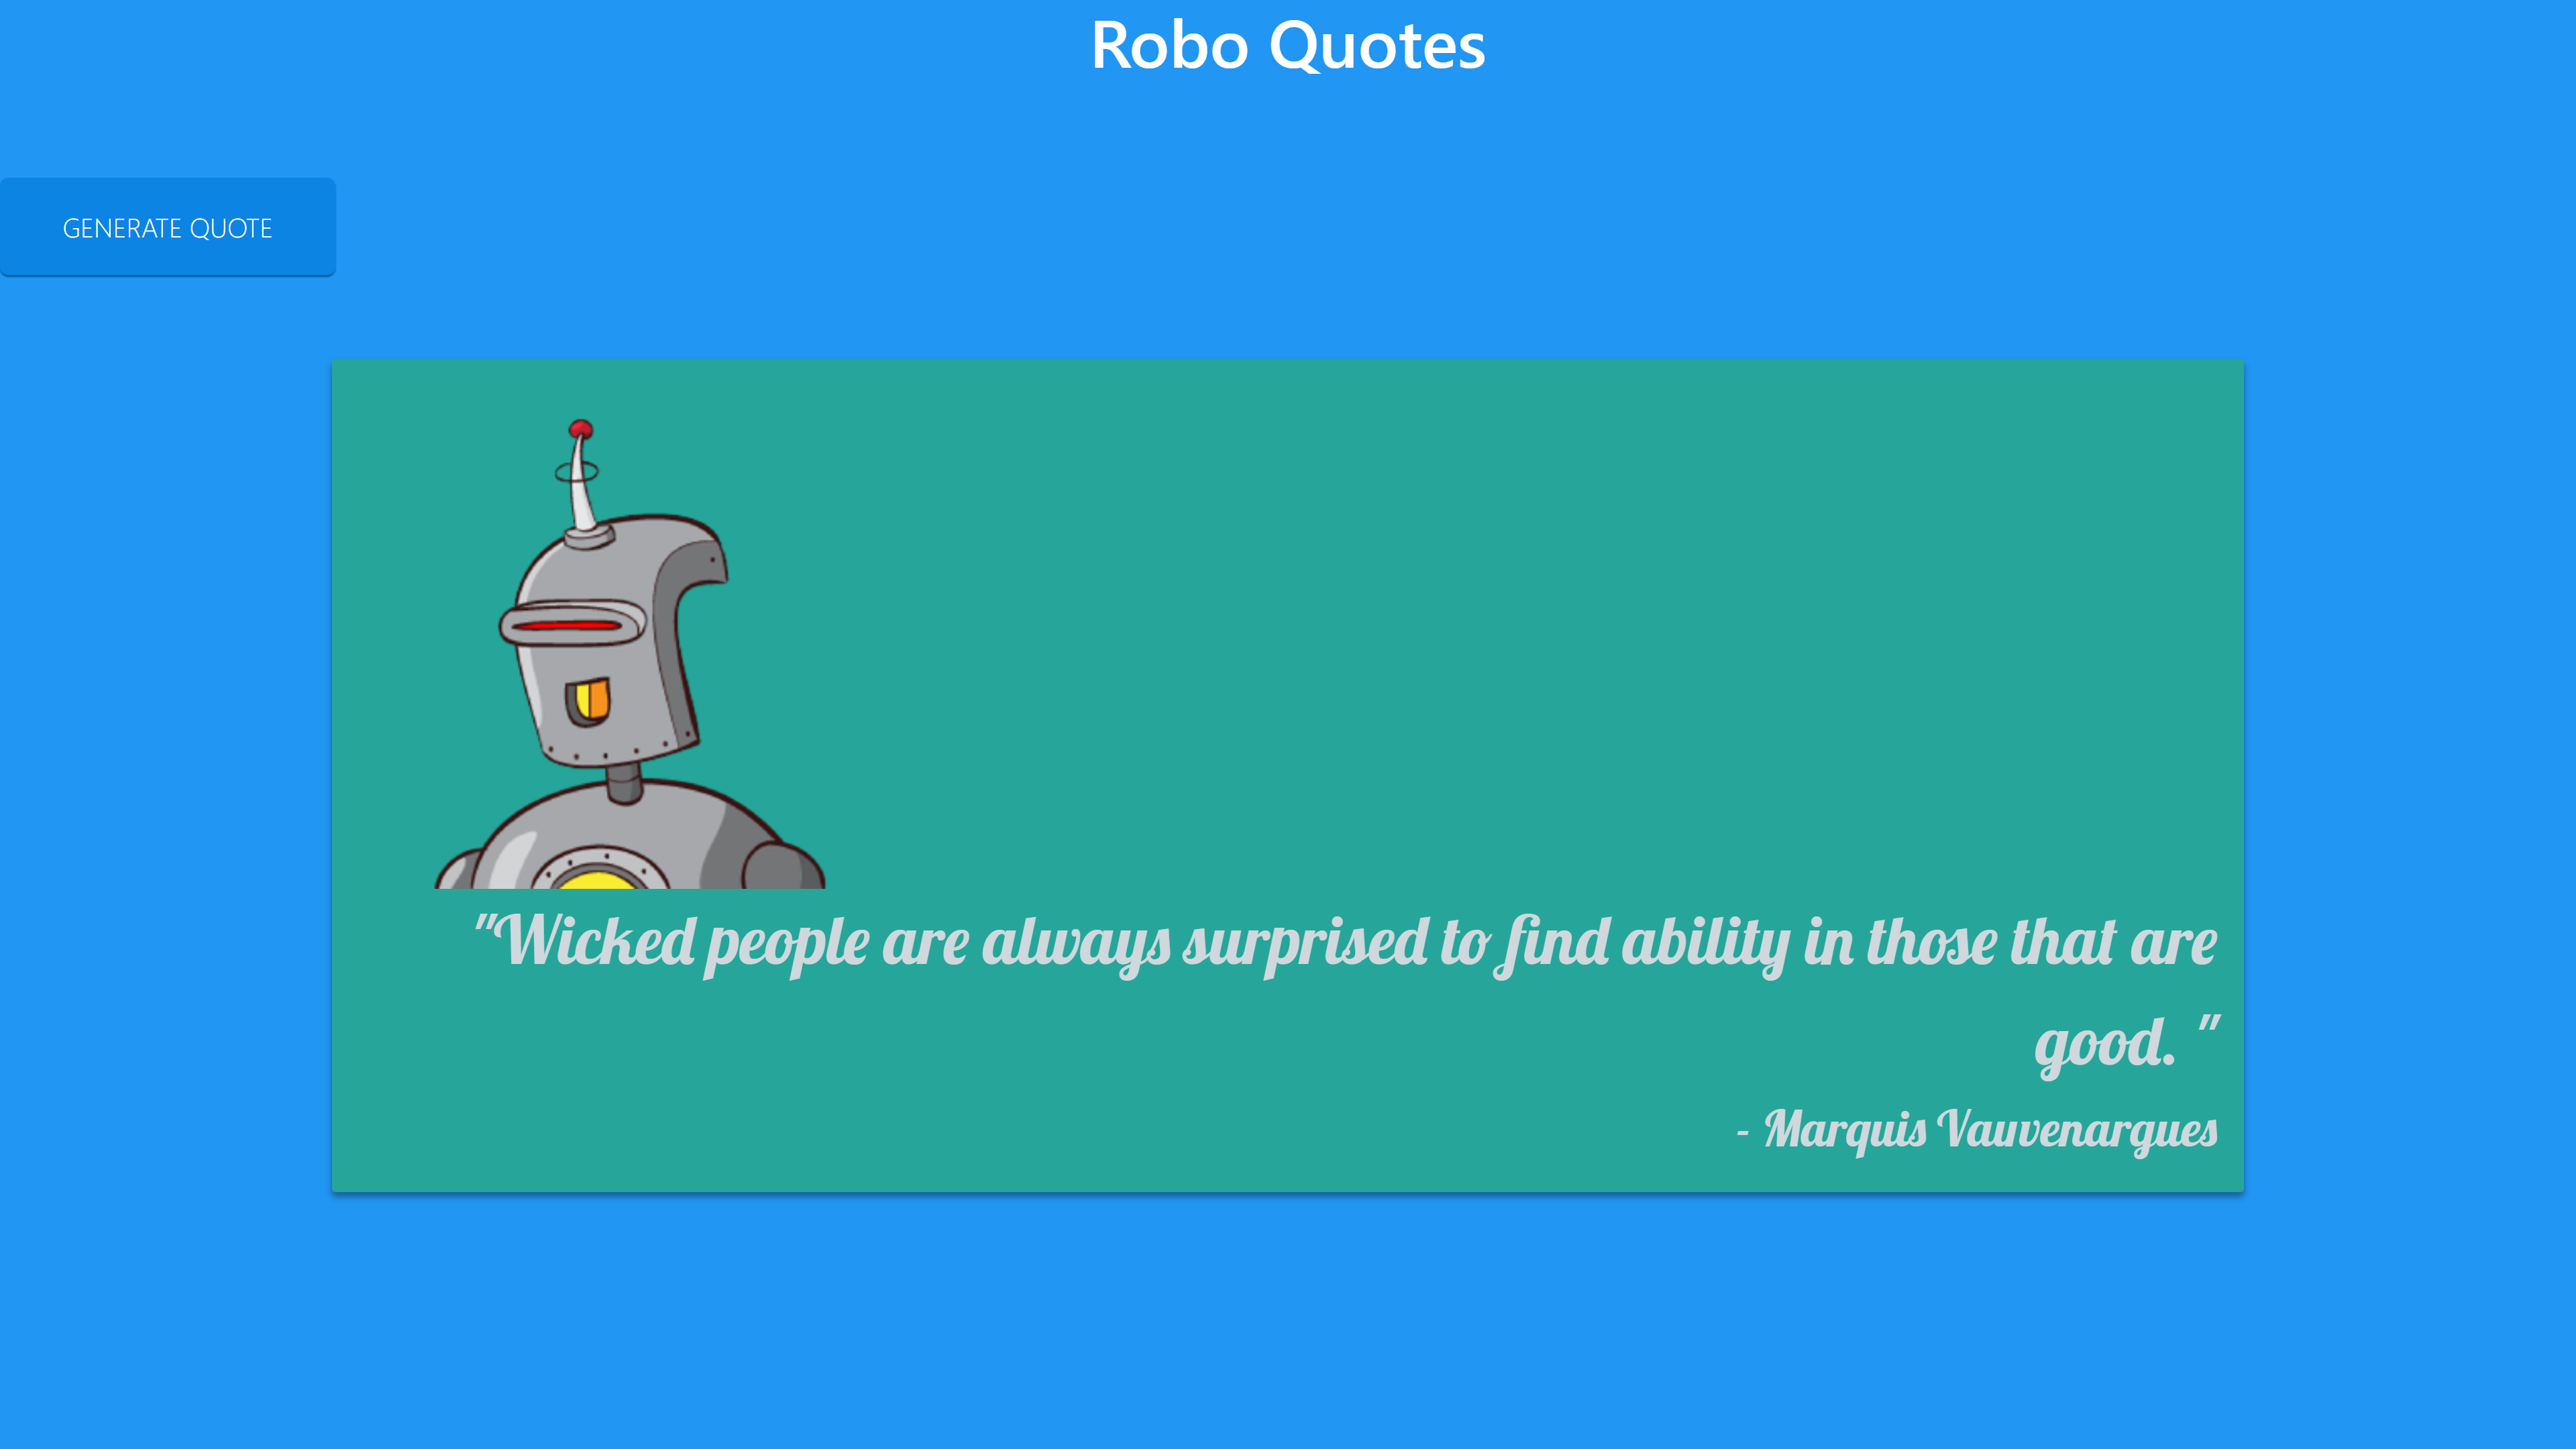 Robo Quotes
GENERATE QUOTE
"Wicked people are always surprised to find ability in those that are
good. "
- Marquis Vauvenargues